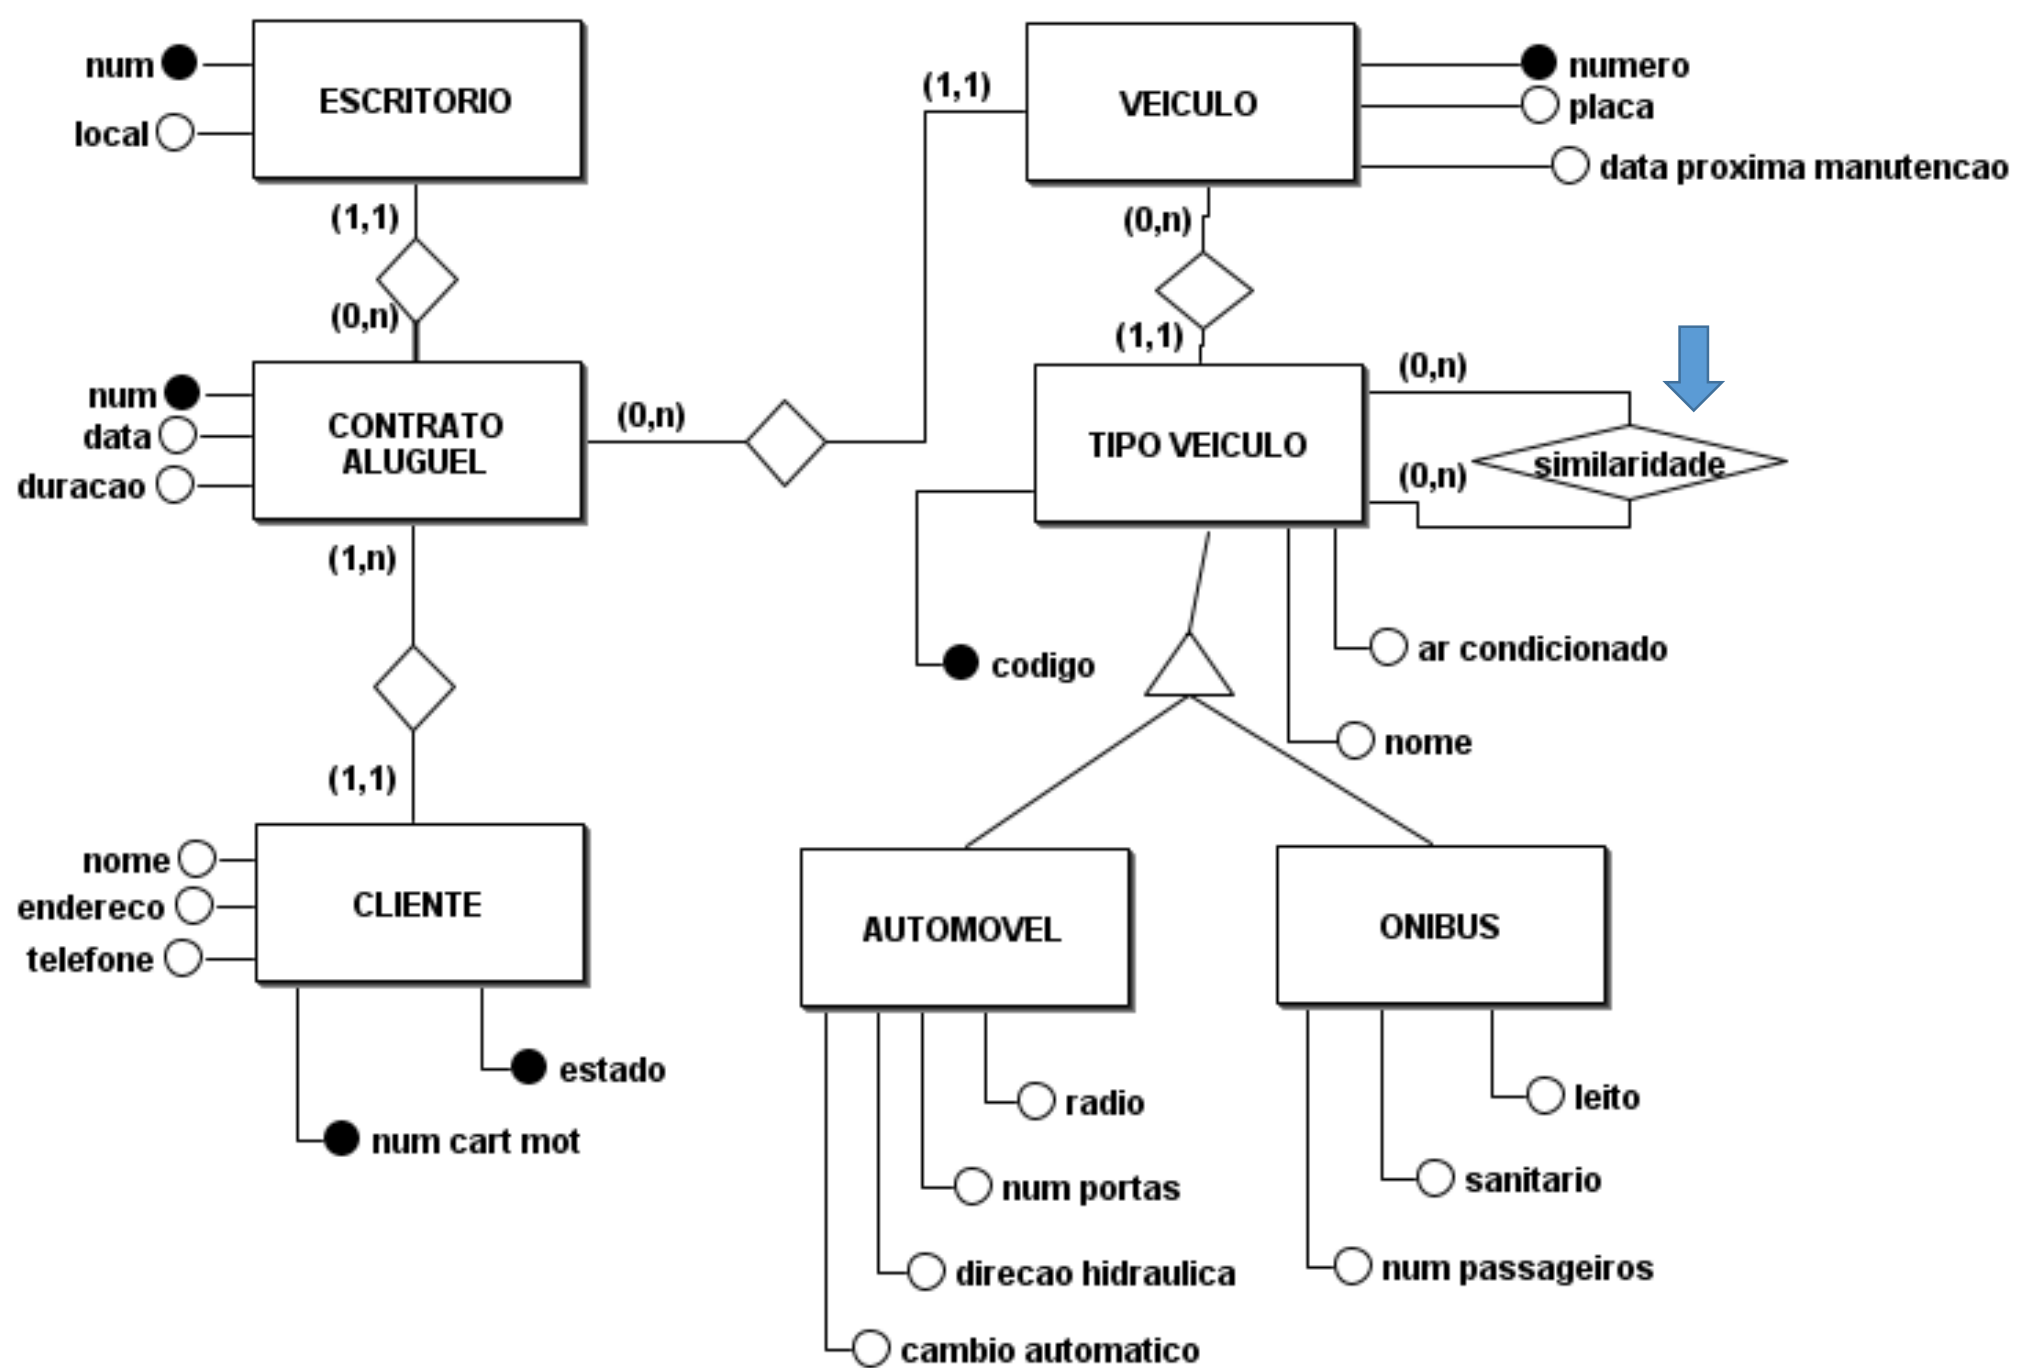 num
local
ESCRITORIO
(1,1)
(0,n)
num
data
duracao
CONTRATO
ALUGUEL
(0,n)
(1,1)
VEICULO
numero
placa
data proxima manutencao
(0,n)
(1,1)
TIPO VEICULO
(0,n)
similaridade
(0,n)
codigo
ar condicionado
nome
(1,n)
(1,1)
nome
endereco
telefone
CLIENTE
estado
num cart mot
AUTOMOVEL
radio
num portas
direcao hidraulica
cambio automatico
ONIBUS
leito
sanitario
num passageiros